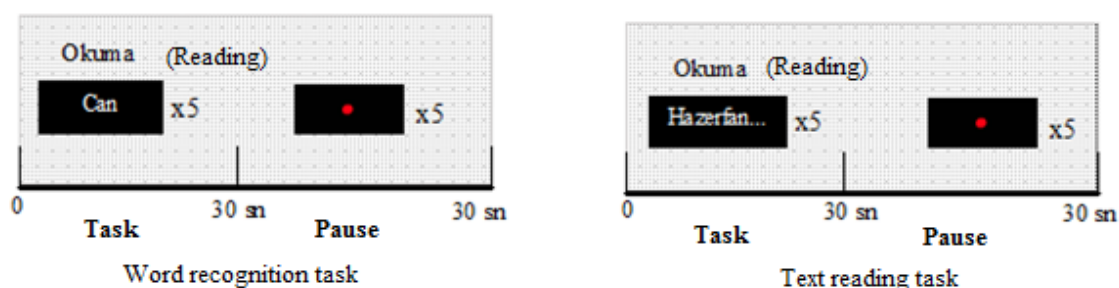 Okuma (Reading)
Can x5 x5
0 30 sn 30 sn
Task Pause
Word recognition task
Okuma (Reading)
Hazerfan... x5 x5
0 30 sn 30 sn
Task Pause
Text reading task